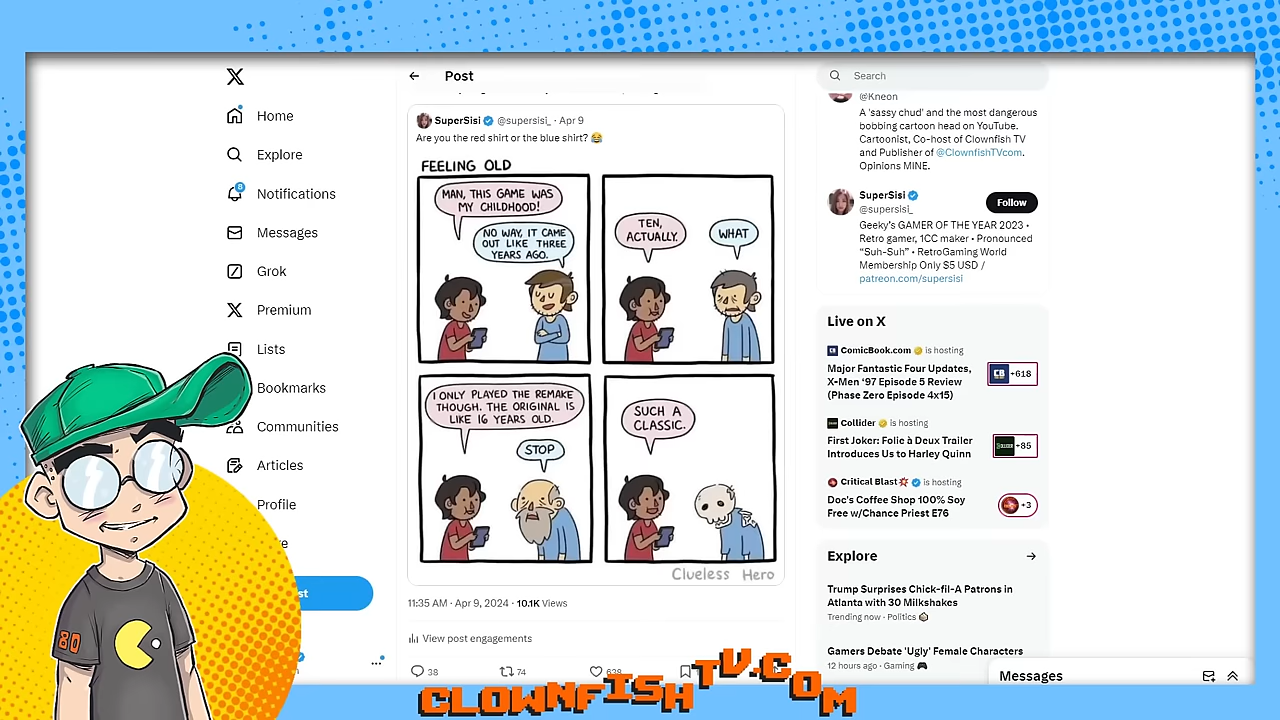 Home
Explore
8
Notifications
Messages
Grok
Premium
Lists
Bookmarks
Communities
Articles
Profile
Post
SuperSisi @supersisi_ · Apr 9
Are you the red shirt or the blue shirt? 😂
FEELING OLD
MAN, THIS GAME WAS
MY CHILDHOOD!
NO WAY, IT CAME
OUT LIKE THREE
YEARS AGO.
TEN,
ACTUALLY.
WHAT
I ONLY PLAYED THE REMAKE
THOUGH. THE ORIGINAL IS
LIKE 16 YEARS OLD.
STOP
SUCH A
CLASSIC.
Clueless Hero
11:35 AM · Apr 9, 2024 · 10.1K Views
View post engagements
38
74
Search
@Kneon
A 'sassy chud' and the most dangerous
bobbing cartoon head on YouTube.
Cartoonist, Co-host of Clownfish TV
and Publisher of @ClownfishTVcom.
Opinions MINE.
SuperSisi
Follow
@supersisi_
Geeky's GAMER OF THE YEAR 2023 •
Retro gamer, 1CC maker • Pronounced
“Suh-Suh” • RetroGaming World
Membership Only $5 USD /
patreon.com/supersisi
Live on X
ComicBook.com is hosting
Major Fantastic Four Updates,
X-Men ‘97 Episode 5 Review
(Phase Zero Episode 4x15)
CB
+618
Collider is hosting
First Joker: Folie à Deux Trailer
Introduces Us to Harley Quinn
+85
Critical Blast💥 is hosting
Doc's Coffee Shop 100% Soy
Free w/Chance Priest E76
+3
Explore
Trump Surprises Chick-fil-A Patrons in
Atlanta with 30 Milkshakes
Trending now · Politics
Gamers Debate 'Ugly' Female Characters
12 hours ago · Gaming 🎮
Messages
80
CLOWNFISHTV.COM